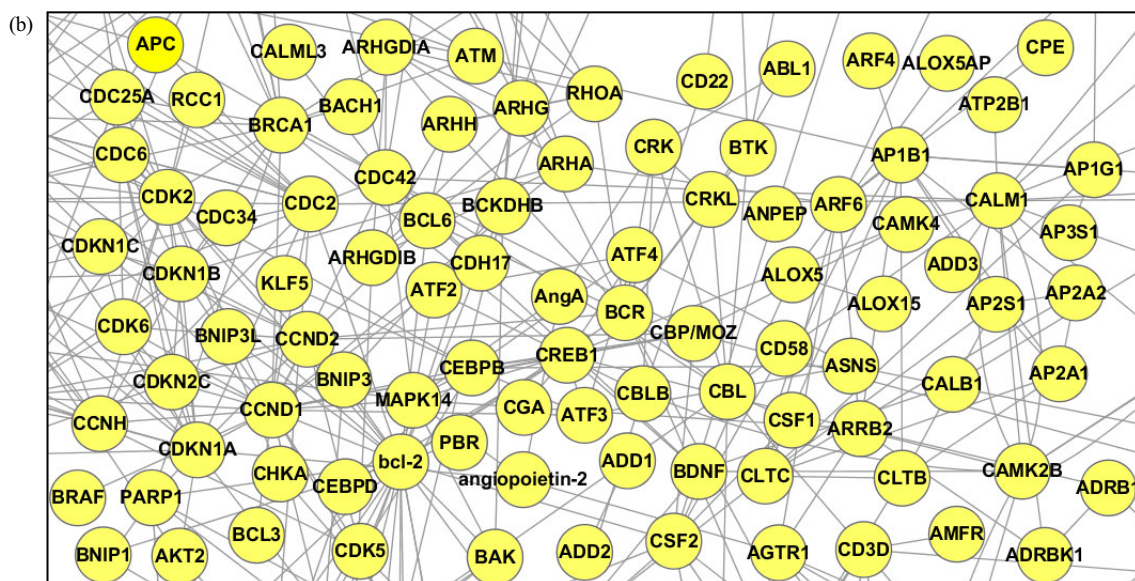 (b)
APC
CALML3
ARHGDIA
ATM
CD22
ABL1
ARF4
ALOX5AP
CPE
CDC25A
RCC1
BACH1
BRCA1
ARHH
ARHG
RHOA
ATP2B1
CDC6
CRK
BTK
AP1B1
AP1G1
CDK2
CDC34
CDC2
CDC42
BCL6
BCKDHB
ARHA
CRKL
ANPEP
ARF6
CAMK4
CALM1
AP3S1
CDKN1C
CDKN1B
KLF5
ARHGDIB
ATF2
CDH17
AngA
ATF4
ALOX5
ADD3
ALOX15
AP2S1
AP2A2
CDK6
BNIP3L
CCND2
BCR
CBP/MOZ
CREB1
CD58
ASNS
CALB1
AP2A1
CDKN2C
BNIP3
CEBPB
MAPK14
CGA
ATF3
CBLB
CBL
CCNH
CCND1
CSF1
ARRB2
CDKN1A
PBR
bcl-2
CHKA
CEBPD
angiopoietin-2
ADD1
BDNF
CLTC
CLTB
CAMK2B
ADRB1
BRAF
PARP1
BCL3
BNIP1
AKT2
CDK5
BAK
ADD2
CSF2
AGTR1
CD3D
AMFR
ADRBK1